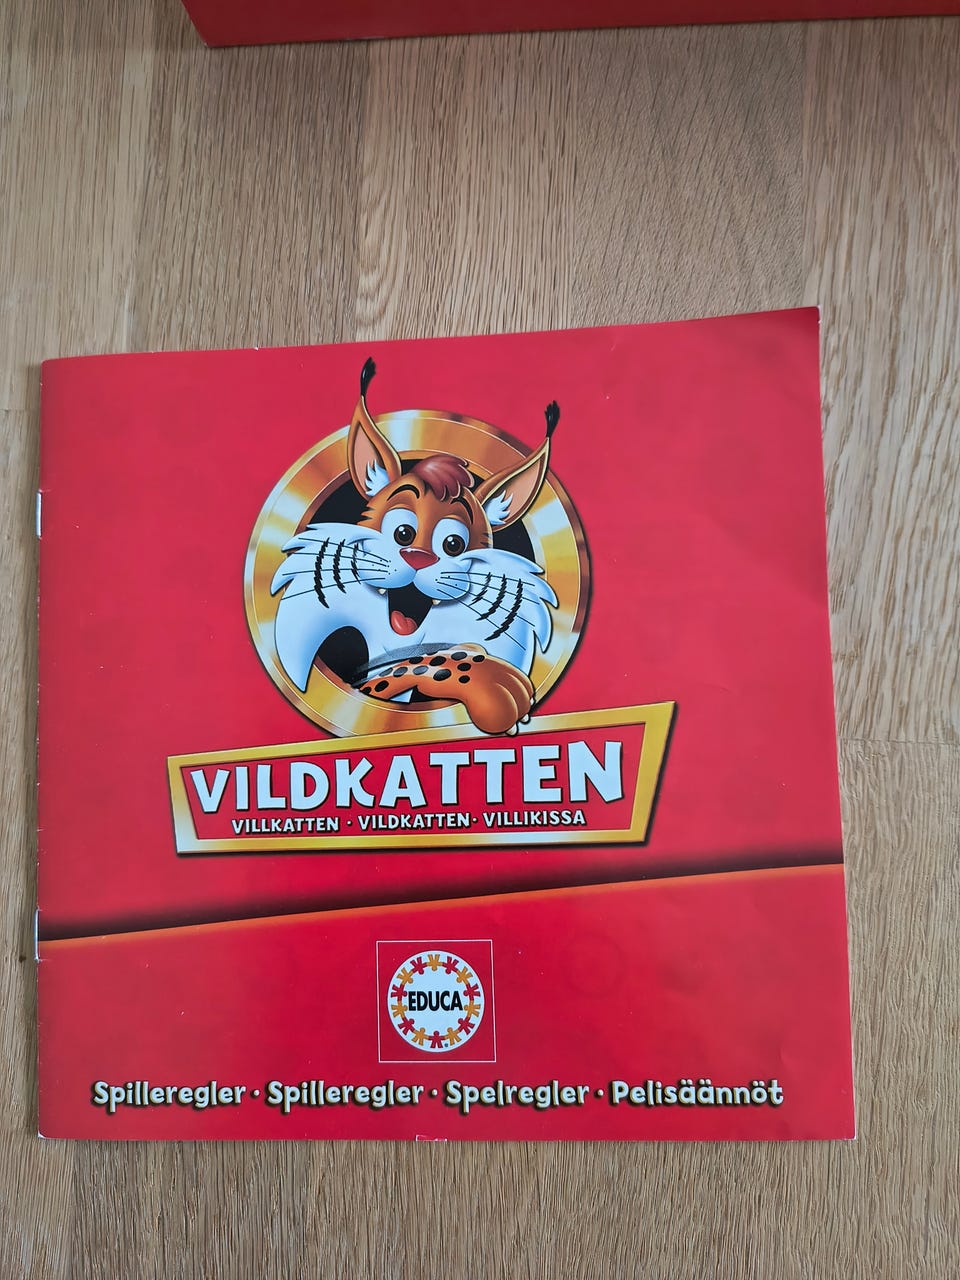 VILDKATTEN
VILLKATTEN · VILDKATTEN · VILLIKISSA
EDUCA
Spilleregler · Spilleregler · Spelregler · Pelisäännöt